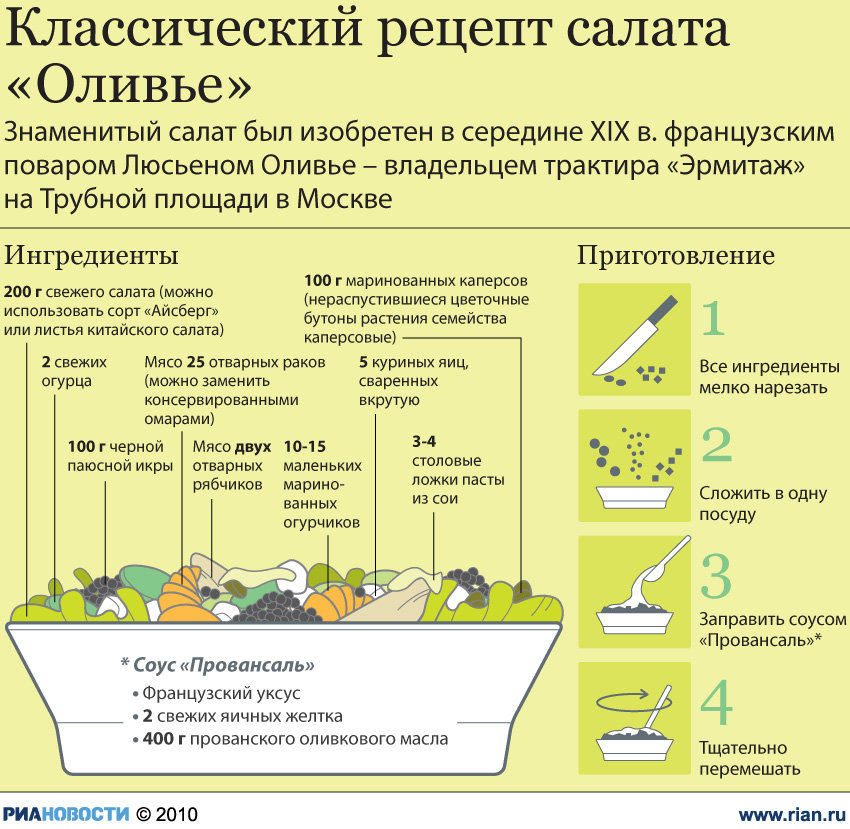 Классический рецепт салата
«Оливье»
Знаменитый салат был изобретен в середине XIX в. французским
поваром Люсьеном Оливье – владельцем трактира «Эрмитаж»
на Трубной площади в Москве
Ингредиенты
200 г свежего салата (можно
использовать сорт «Айсберг»
или листья китайского салата)
100 г маринованных каперсов
(нераспустившиеся цветочные
бутоны растения семейства
каперсовые)
2 свежих
огурца
Мясо 25 отварных раков
(можно заменить
консервированными
омарами)
5 куриных яиц,
сваренных
вкрутую
100 г черной
паюсной икры
Мясо двух
отварных
рябчиков
10-15
маленьких
марино-
ванных
огурчиков
3-4
столовые
ложки пасты
из сои
* Соус «Провансаль»
• Французский уксус
• 2 свежих яичных желтка
• 400 г прованского оливкового масла
Приготовление
1
Все ингредиенты
мелко нарезать
2
Сложить в одну
посуду
3
Заправить соусом
«Провансаль»*
4
Тщательно
перемешать
РИАНОВОСТИ © 2010
www.rian.ru